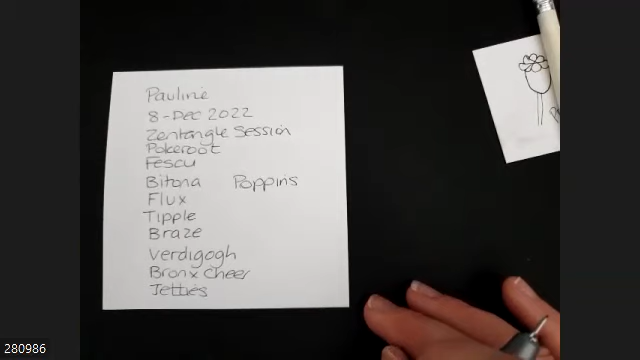 Pauline
8-Dec 2022
Zentangle Session
Pokeroot
Fescu
Bitona Poppins
Flux
Tipple
Braze
Verdigogh
Bronx Cheer
Jetties
280986